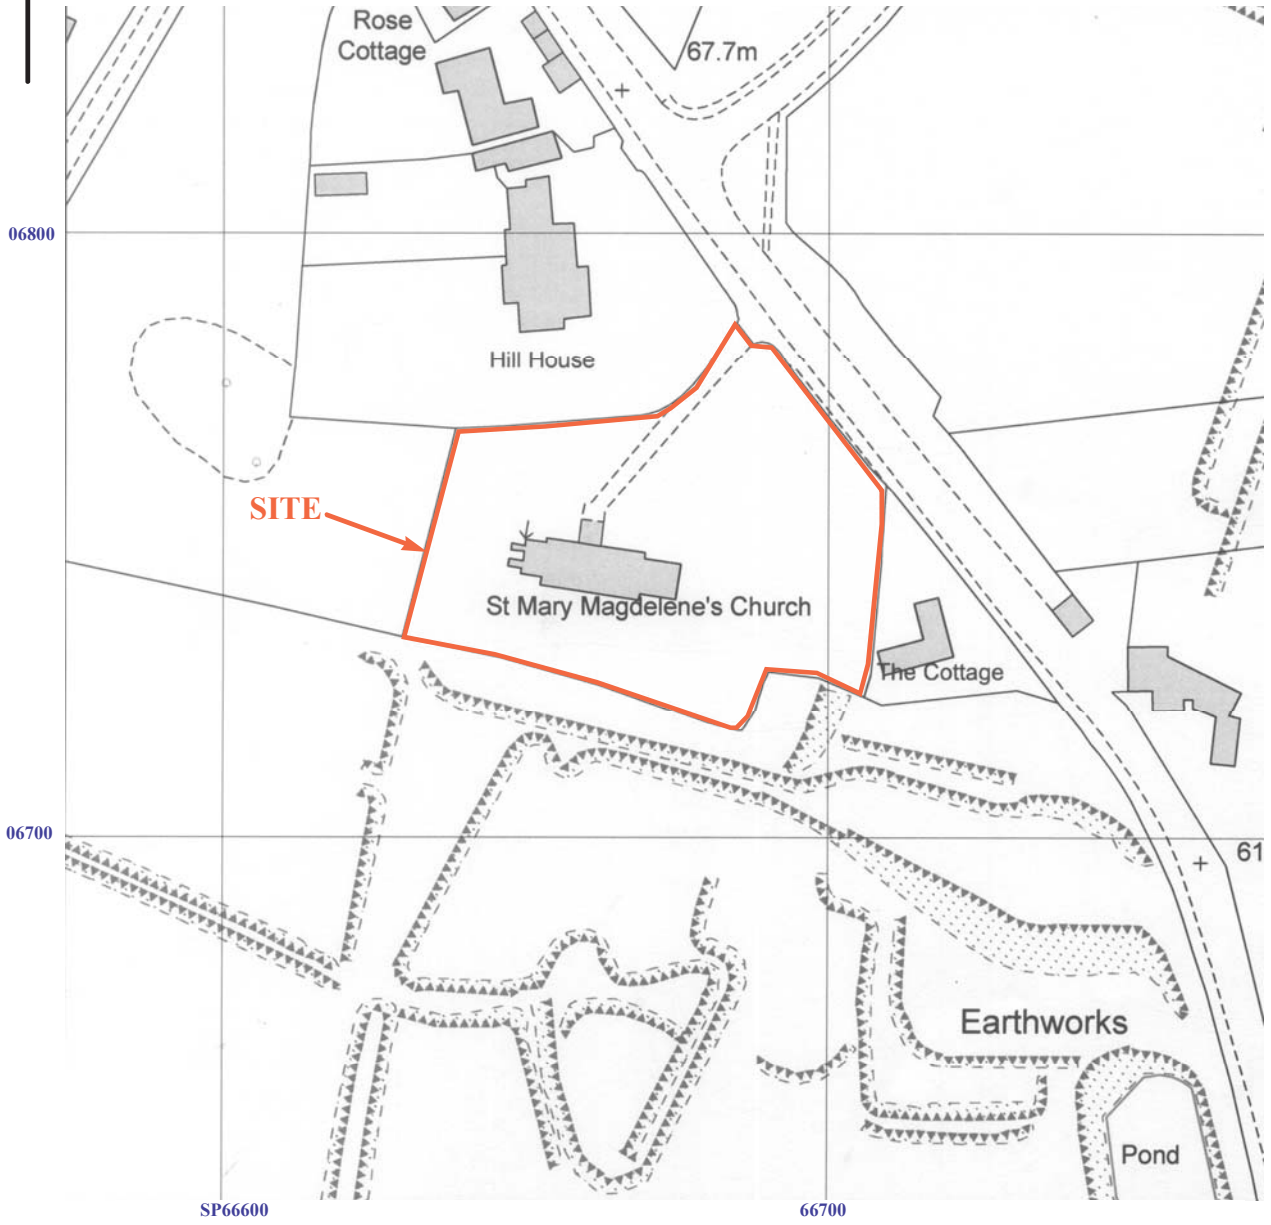 Rose
Cottage
67.7m
06800
Hill House
SITE
St Mary Magdelene's Church
The Cottage
06700
61
Earthworks
Pond
SP66600
66700